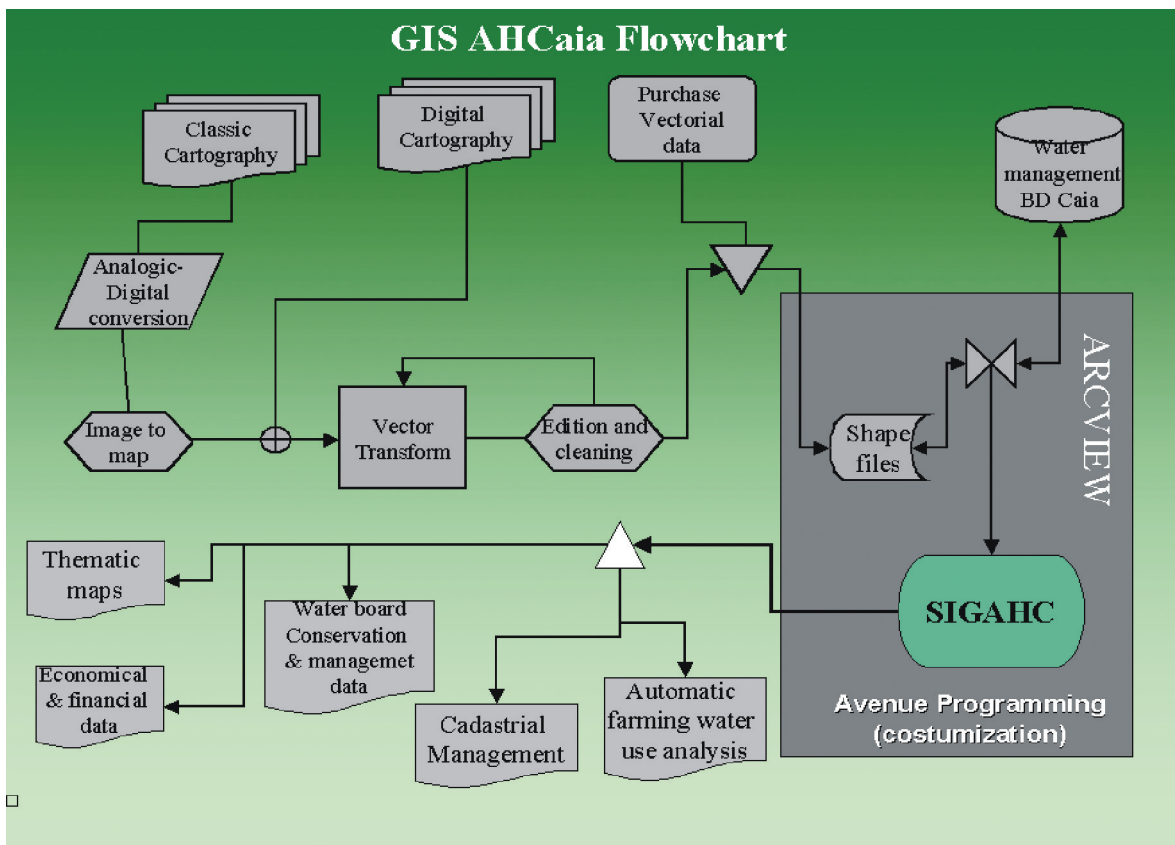 GIS AHCaia Flowchart
Classic
Cartography
Digital
Cartography
Purchase
Vectorial
data
Water
management
BD Caia
Analogic-
Digital
conversion
Image to
map
Vector
Transform
Edition and
cleaning
Shape
files
ARCVIEW
Thematic
maps
Water board
Conservation
& managemet
data
SIGAHC
Economical
& financial
data
Cadastrial
Management
Automatic
farming water
use analysis
Avenue Programming
(costumization)